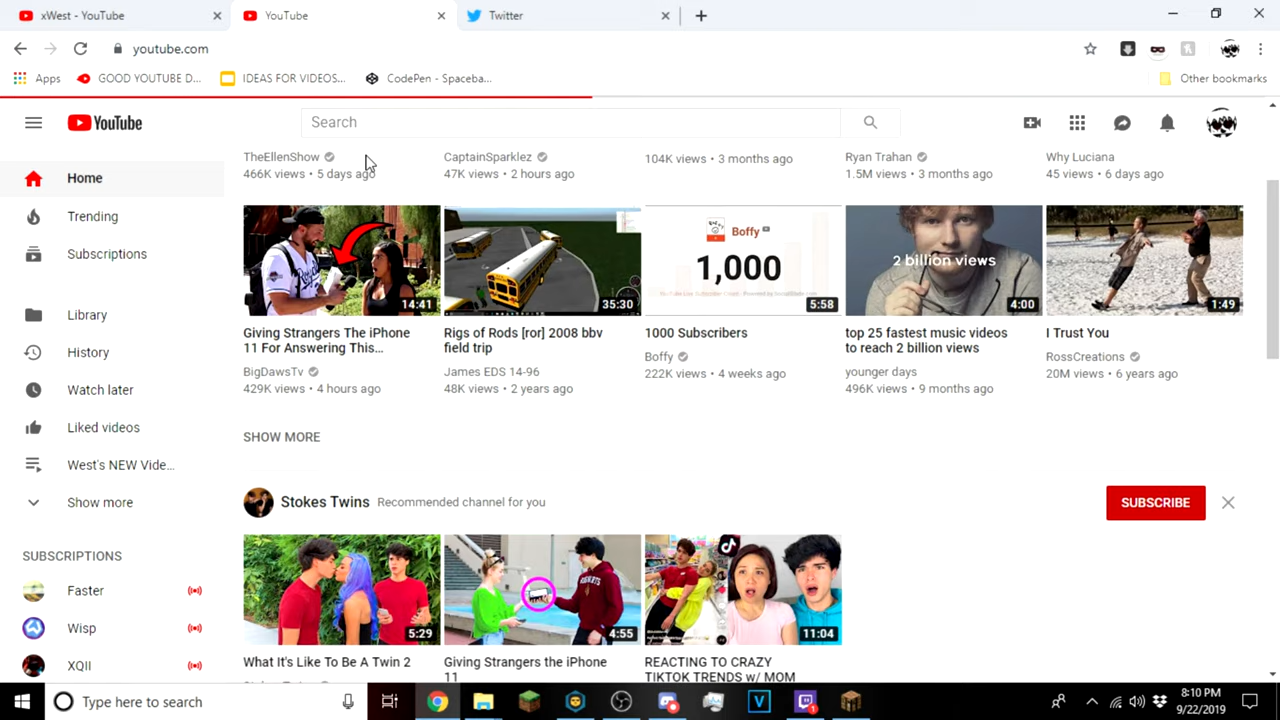 xWest - YouTube
YouTube
Twitter
youtube.com
Apps
GOOD YOUTUBE D...
IDEAS FOR VIDEOS...
CodePen - Spaceba...
Other bookmarks
YouTube
Search
Home
Trending
Subscriptions
Library
History
Watch later
Liked videos
West's NEW Vide...
Show more
SUBSCRIPTIONS
Faster
Wisp
XQII
TheEllenShow
466K views • 5 days ago
CaptainSparklez
47K views • 2 hours ago
104K views • 3 months ago
Ryan Trahan
1.5M views • 3 months ago
Why Luciana
45 views • 6 days ago
14:41
Giving Strangers The iPhone
11 For Answering This...
BigDawsTv
429K views • 4 hours ago
35:30
Rigs of Rods [ror] 2008 bbv
field trip
James EDS 14-96
48K views • 2 years ago
Boffy
1,000
5:58
1000 Subscribers
Boffy
222K views • 4 weeks ago
2 billion views
4:00
top 25 fastest music videos
to reach 2 billion views
younger days
496K views • 9 months ago
1:49
I Trust You
RossCreations
20M views • 6 years ago
SHOW MORE
Stokes Twins
Recommended channel for you
SUBSCRIBE
5:29
What It's Like To Be A Twin 2
Stokes Twins
4:55
Giving Strangers the iPhone
11
11:04
REACTING TO CRAZY
TIKTOK TRENDS w/ MOM
Type here to search
8:10 PM
9/22/2019